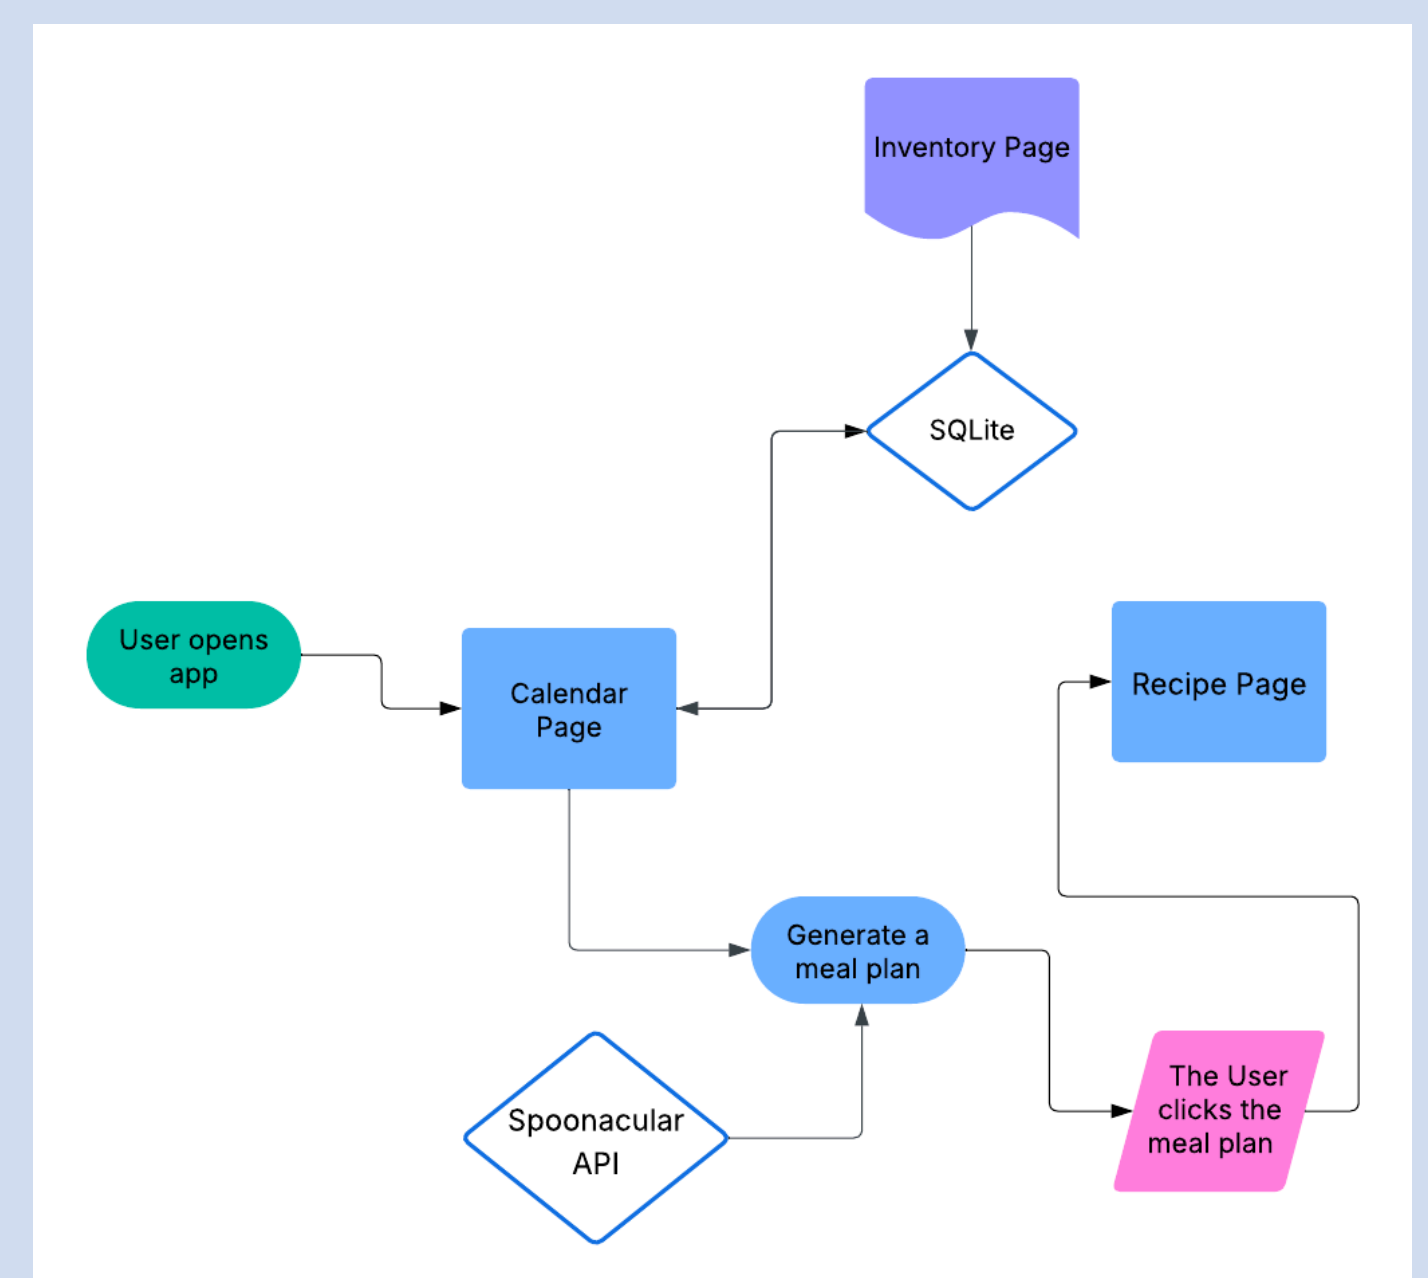 Inventory Page
SQLite
User opens
app
Calendar
Page
Recipe Page
Generate a
meal plan
Spoonacular
API
The User
clicks the
meal plan